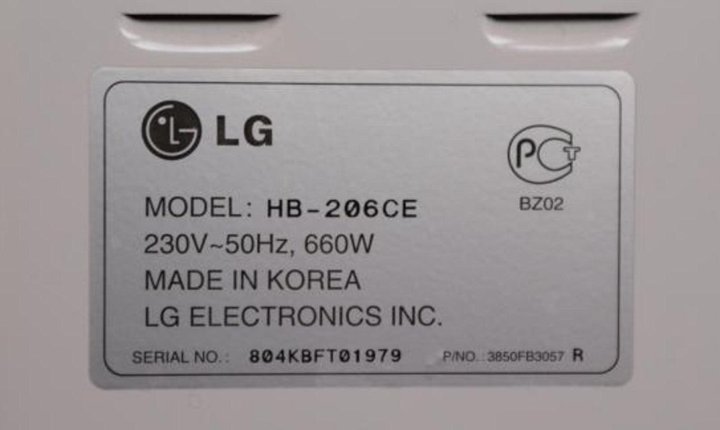 LG
PCT
BZ02
MODEL: HB-206CE
230V~50Hz, 660W
MADE IN KOREA
LG ELECTRONICS INC.
SERIAL NO.: 804KBFT01979 P/NO.:3850FB3057 R